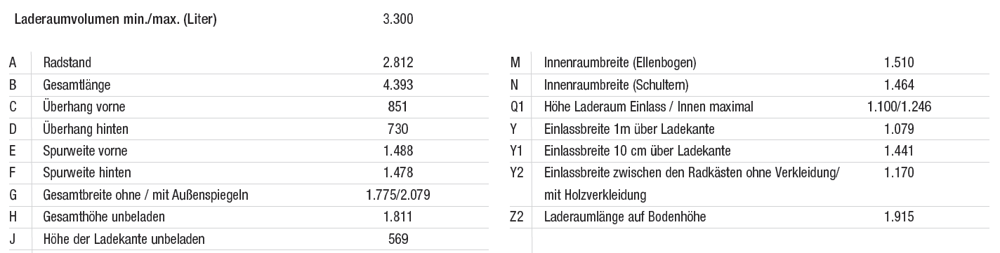 Laderaumvolumen min./max. (Liter) 3.300
A Radstand 2.812
B Gesamtlänge 4.393
C Überhang vorne 851
D Überhang hinten 730
E Spurweite vorne 1.488
F Spurweite hinten 1.478
G Gesamtbreite ohne / mit Außenspiegeln 1.775/2.079
H Gesamthöhe unbeladen 1.811
J Höhe der Ladekante unbeladen 569
M Innenraumbreite (Ellenbogen) 1.510
N Innenraumbreite (Schultern) 1.464
Q1 Höhe Laderaum Einlass / Innen maximal 1.100/1.246
Y Einlassbreite 1m über Ladekante 1.079
Y1 Einlassbreite 10 cm über Ladekante 1.441
Y2 Einlassbreite zwischen den Radkästen ohne Verkleidung/ 1.170
mit Holzverkleidung
Z2 Laderaumlänge auf Bodenhöhe 1.915